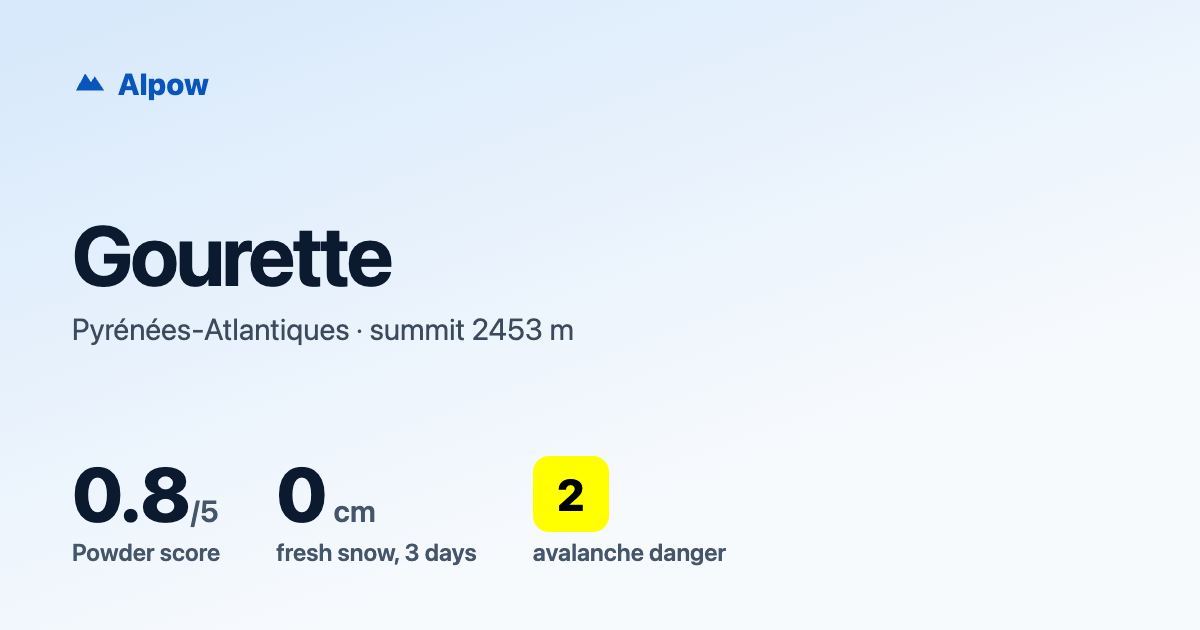 Alpow
Gourette
Pyrénées-Atlantiques · summit 2453 m
0.8/5
Powder score
0 cm
fresh snow, 3 days
2
avalanche danger